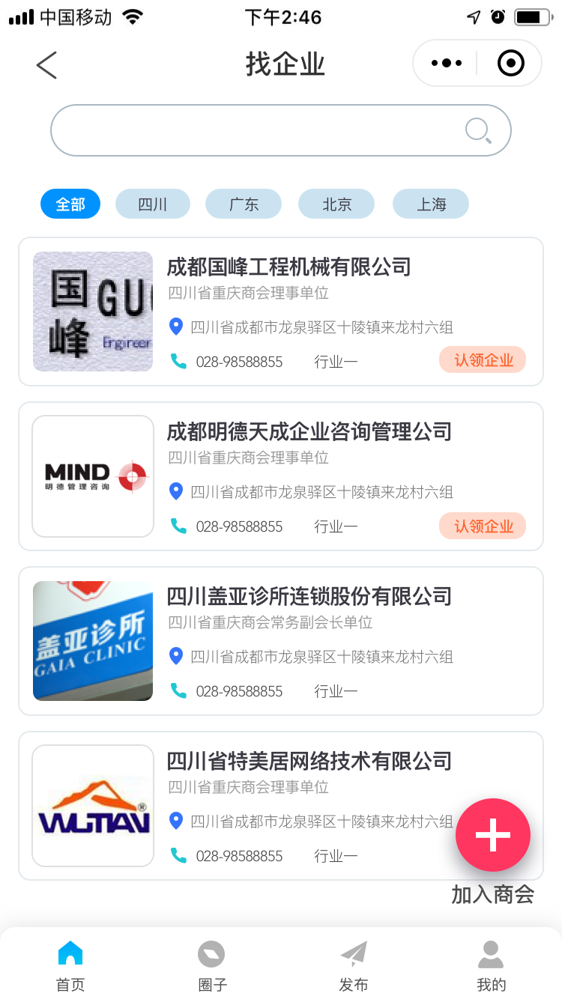 中国移动
下午2:46
找企业
全部
四川
广东
北京
上海
国峰
GUO
Engineer
成都国峰工程机械有限公司
四川省重庆商会理事单位
四川省成都市龙泉驿区十陵镇来龙村六组
028-98588855 行业一
认领企业
MIND
明德管理咨询
成都明德天成企业咨询管理公司
四川省重庆商会理事单位
四川省成都市龙泉驿区十陵镇来龙村六组
028-98588855 行业一
认领企业
盖亚诊所
GAIA CLINIC
四川盖亚诊所连锁股份有限公司
四川省重庆商会常务副会长单位
四川省成都市龙泉驿区十陵镇来龙村六组
028-98588855 行业一
WUTIAN®
四川省特美居网络技术有限公司
四川省重庆商会理事单位
四川省成都市龙泉驿区十陵镇来龙村六组
028-98588855 行业一
加入商会
首页
圈子
发布
我的